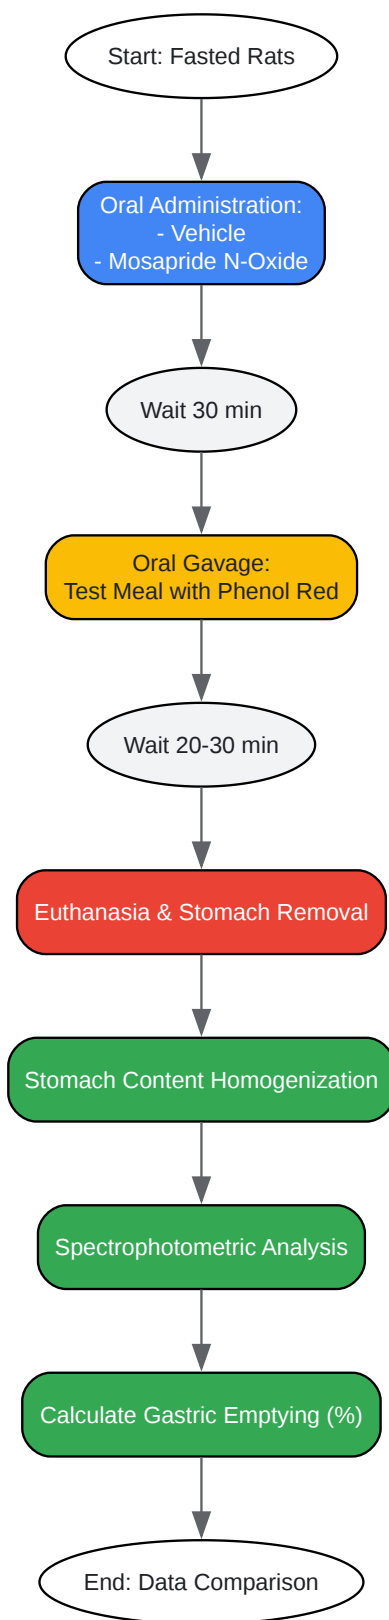 Start: Fasted Rats
Oral Administration:
- Vehicle
- Mosapride N-Oxide
Wait 30 min
Oral Gavage:
Test Meal with Phenol Red
Wait 20-30 min
Euthanasia & Stomach Removal
Stomach Content Homogenization
Spectrophotometric Analysis
Calculate Gastric Emptying (%)
End: Data Comparison